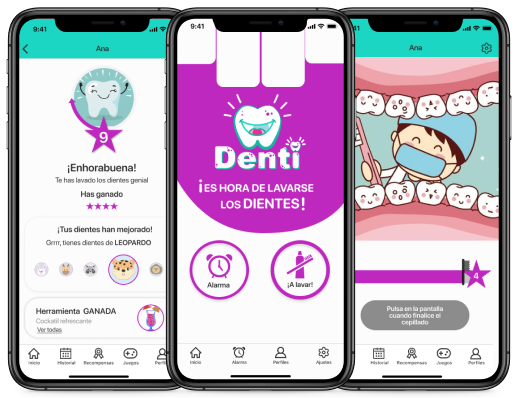 9:41
Ana
9
¡Enhorabuena!
Te has lavado los dientes genial
Has ganado
¡Tus dientes han mejorado!
Grrr, tienes dientes de LEOPARDO
Herramienta GANADA
Cocktail refrescante
Ver todas
Inicio
Historial
Recompensas
Juegos
Perfil
9:41
Denti
¡ES HORA DE LAVARSE
LOS DIENTES!
Alarma
¡A lavar!
Inicio
Alarma
Perfiles
Ajustes
9:41
Ana
4
Pulsa en la pantalla
cuando finalice el
cepillado
Historial
Recompensas
Juegos
Perfiles